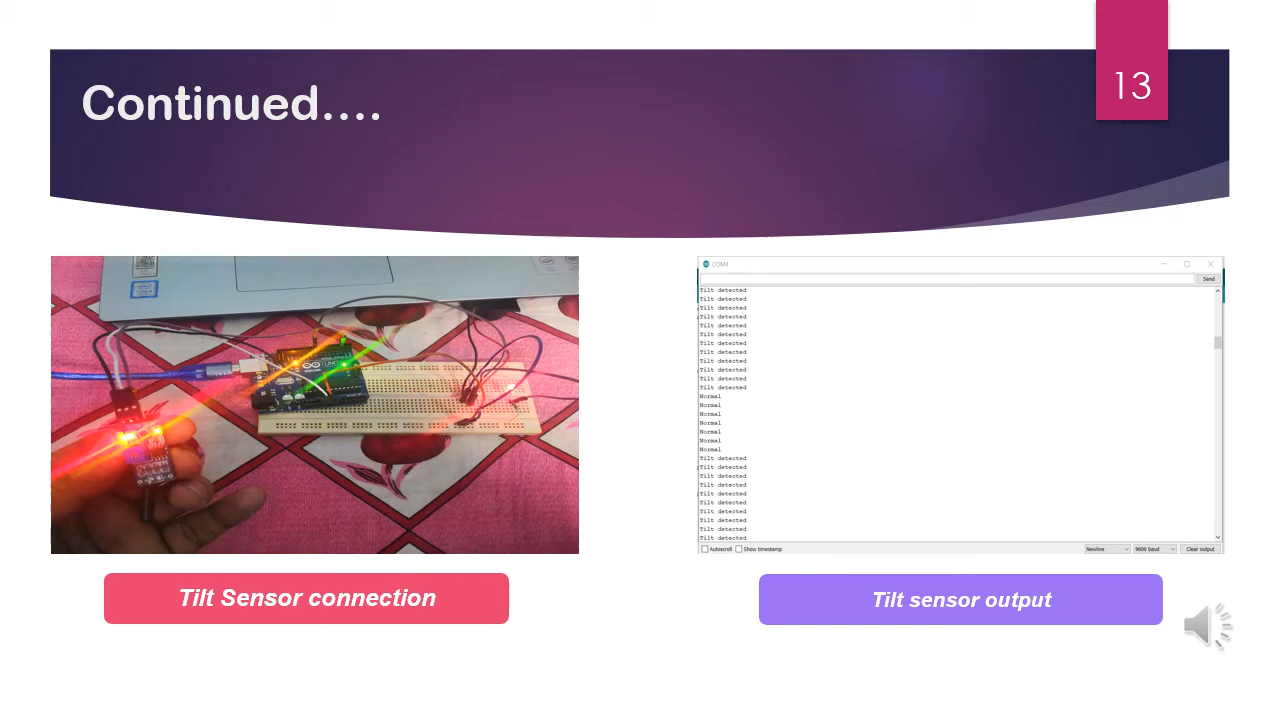 Continued....
13
UNO
COM4
Send
Tilt detected
Tilt detected
Tilt detected
Tilt detected
Tilt detected
Tilt detected
Tilt detected
Tilt detected
Tilt detected
Tilt detected
Tilt detected
Tilt detected
Normal
Normal
Normal
Normal
Normal
Normal
Normal
Tilt detected
Tilt detected
Tilt detected
Tilt detected
Tilt detected
Tilt detected
Tilt detected
Tilt detected
Tilt detected
Tilt detected
Autoscroll Show timestamp Newline 9600 baud Clear output
Tilt Sensor connection
Tilt sensor output